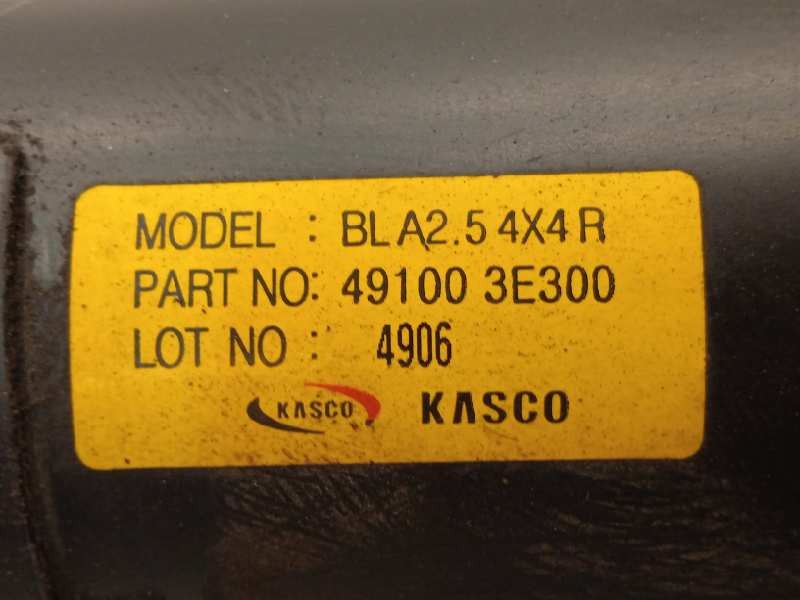 MODEL : BL A2.5 4X4 R
PART NO: 49100 3E300
LOT NO : 4906
KASCO KASCO